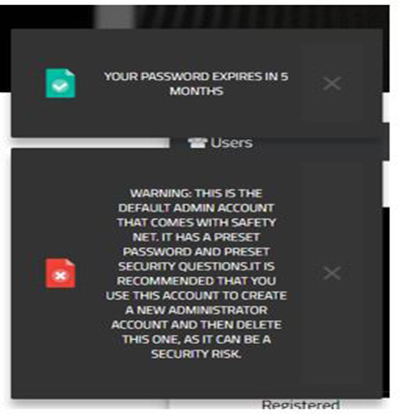 YOUR PASSWORD EXPIRES IN 5
MONTHS
Users
WARNING: THIS IS THE
DEFAULT ADMIN ACCOUNT
THAT COMES WITH SAFETY
NET. IT HAS A PRESET
PASSWORD AND PRESET
SECURITY QUESTIONS.IT IS
RECOMMENDED THAT YOU
USE THIS ACCOUNT TO CREATE
A NEW ADMINISTRATOR
ACCOUNT AND THEN DELETE
THIS ONE, AS IT CAN BE A
SECURITY RISK.
Registered